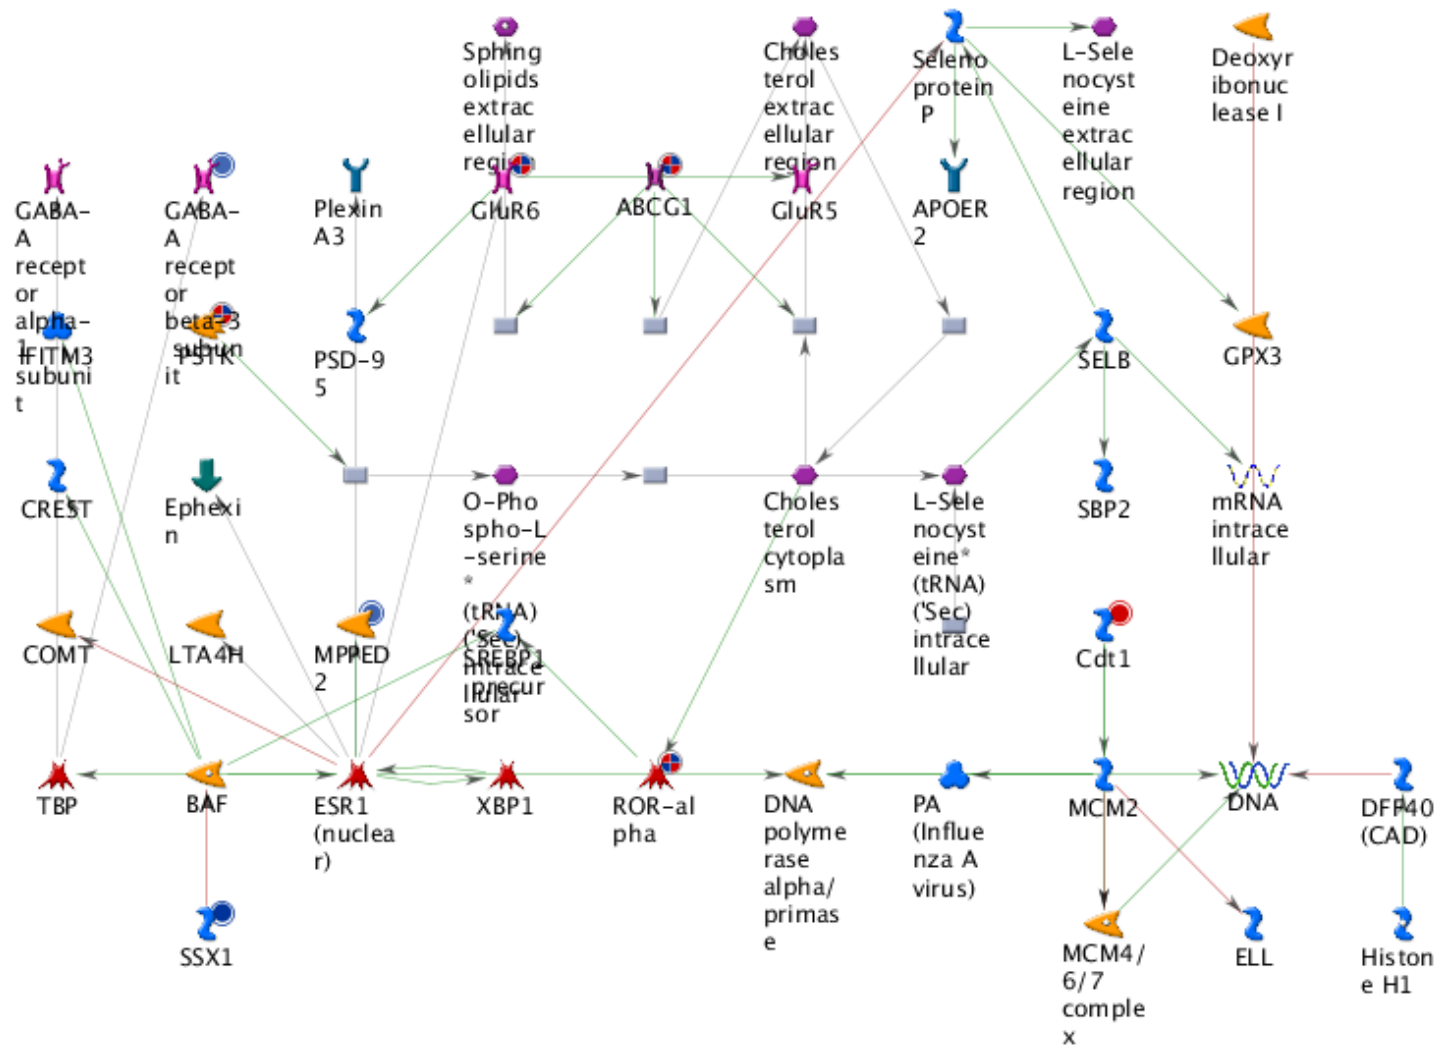 Sphing
olipids
extrac
ellular
region
Choles
terol
extrac
ellular
region
Seleno
protein
P
L-Sele
nocyst
eine
extrac
ellular
region
Deoxyr
ibonuc
lease I
GABA-
A
recept
or
alpha-
1
subuni
t
GABA-
A
recept
or
beta-3
subun
it
Plexin
A3
GluR6
ABCG1
GluR5
APOER
2
IFITM3
PSTK
PSD-9
5
SELB
GPX3
CREST
Ephexi
n
O-Pho
spho-L
-serine
*
(tRNA)
('Sec)
intrace
llular
Choles
terol
cytopla
sm
L-Sele
nocyst
eine*
(tRNA)
('Sec)
intrace
llular
SBP2
mRNA
intrace
llular
COMT
LTA4H
MPPED
2
SREBP1
precur
sor
Cdt1
TBP
BAF
ESR1
(nuclea
r)
XBP1
ROR-al
pha
DNA
polyme
rase
alpha/
primas
e
PA
(Influe
nza A
virus)
MCM2
DNA
DFF40
(CAD)
SSX1
MCM4/
6/7
comple
x
ELL
Histon
e H1